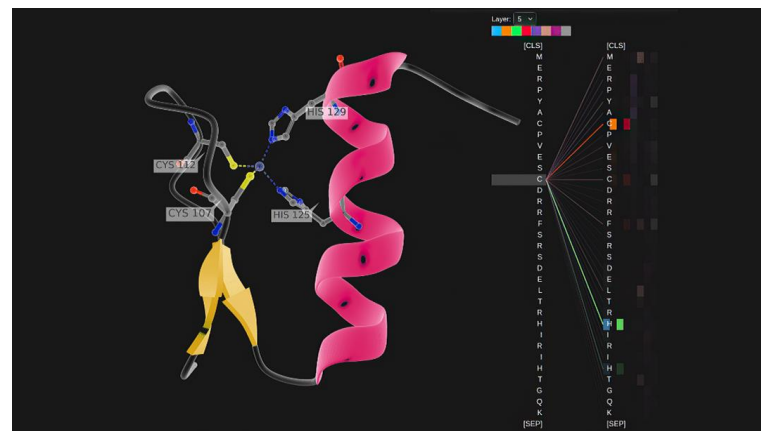 HIS 129
CYS 112
CYS 107
HIS 125
Layer: 5
[CLS]
M
E
R
P
Y
A
C
P
V
E
S
C
D
R
R
F
S
R
S
D
E
L
T
R
H
I
R
I
H
T
G
Q
K
[SEP]
[CLS]
M
E
R
P
Y
A
C
P
V
E
S
C
D
R
R
F
S
R
S
D
E
L
T
R
H
I
R
I
H
T
G
Q
K
[SEP]